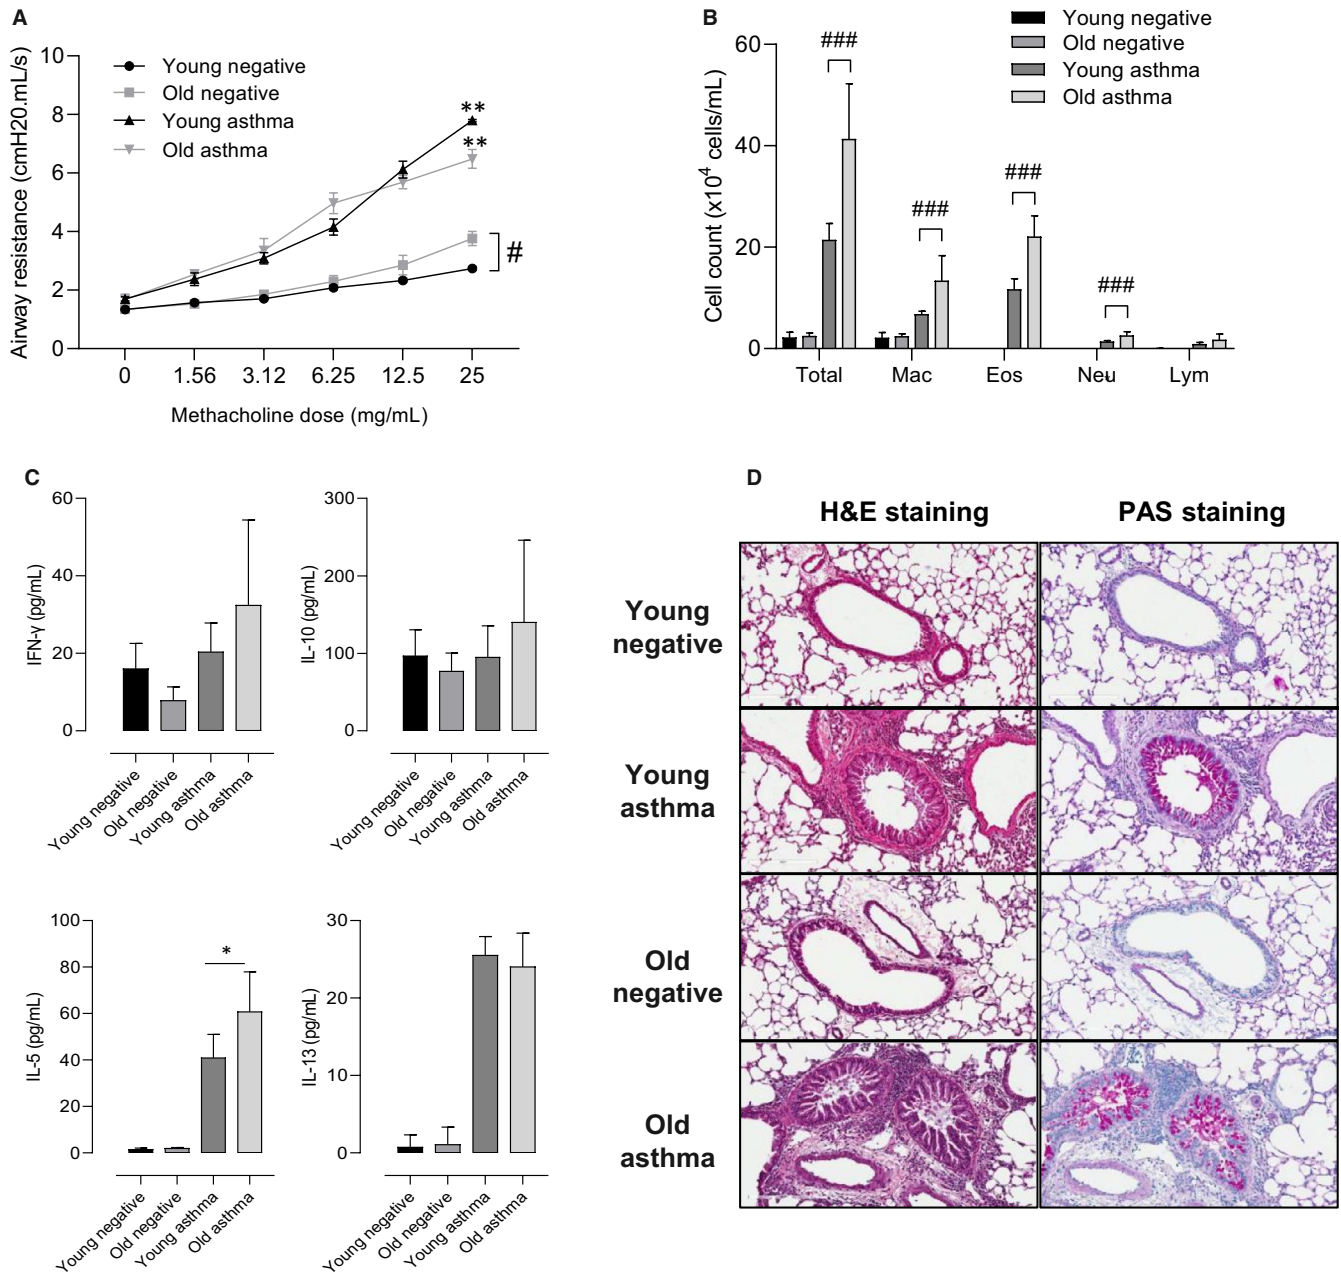 A
Airway resistance (cmH20.mL/s)
10
8
6
4
2
0
Young negative
Old negative
Young asthma
Old asthma
**
**
#
0 1.56 3.12 6.25 12.5 25
Methacholine dose (mg/mL)
B
Cell count (x10⁴ cells/mL)
60
40
20
0
Young negative
Old negative
Young asthma
Old asthma
###
###
###
###
Total Mac Eos Neu Lym
C
IFN-γ (pg/mL)
60
40
20
0
Young negative
Old negative
Young asthma
Old asthma
IL-10 (pg/mL)
300
200
100
0
Young negative
Old negative
Young asthma
Old asthma
IL-5 (pg/mL)
100
80
60
40
20
0
*
Young negative
Old negative
Young asthma
Old asthma
IL-13 (pg/mL)
30
20
10
0
Young negative
Old negative
Young asthma
Old asthma
D
H&E staining PAS staining
Young
negative
Young
asthma
Old
negative
Old
asthma